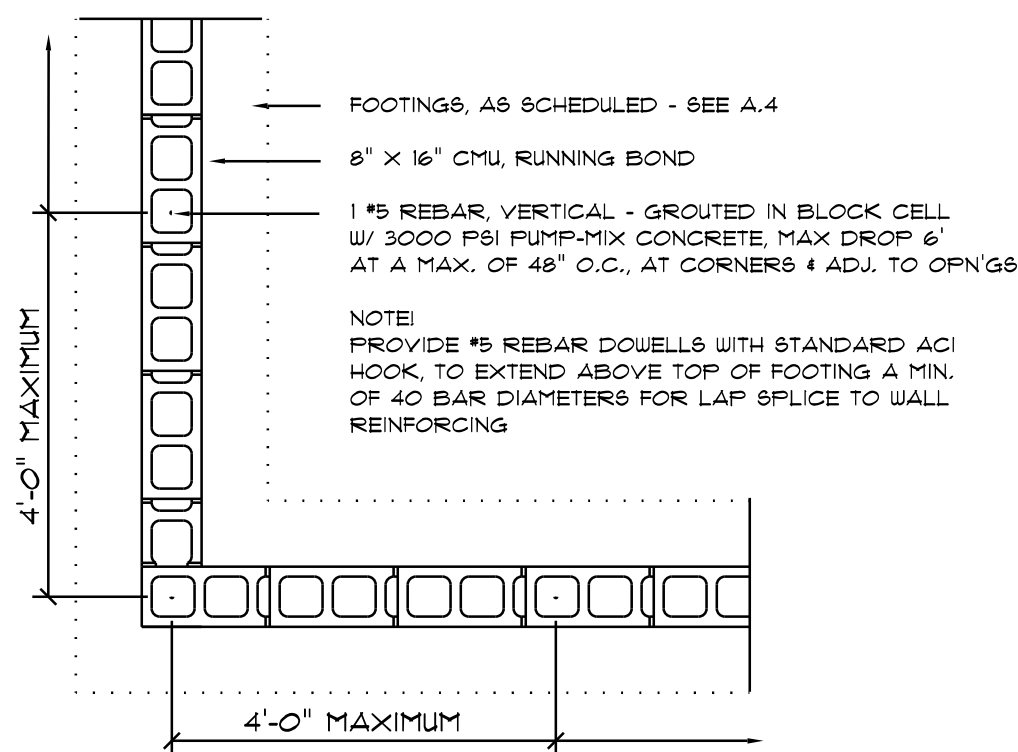 FOOTINGS, AS SCHEDULED - SEE A.4
8" X 16" CMU, RUNNING BOND
1 #5 REBAR, VERTICAL - GROUTED IN BLOCK CELL
W/ 3000 PSI PUMP-MIX CONCRETE, MAX DROP 6'
AT A MAX. OF 48" O.C., AT CORNERS & ADJ. TO OPN'GS
NOTE!
PROVIDE #5 REBAR DOWELLS WITH STANDARD ACI
HOOK, TO EXTEND ABOVE TOP OF FOOTING A MIN.
OF 40 BAR DIAMETERS FOR LAP SPLICE TO WALL
REINFORCING
4'-0" MAXIMUM
4'-0" MAXIMUM